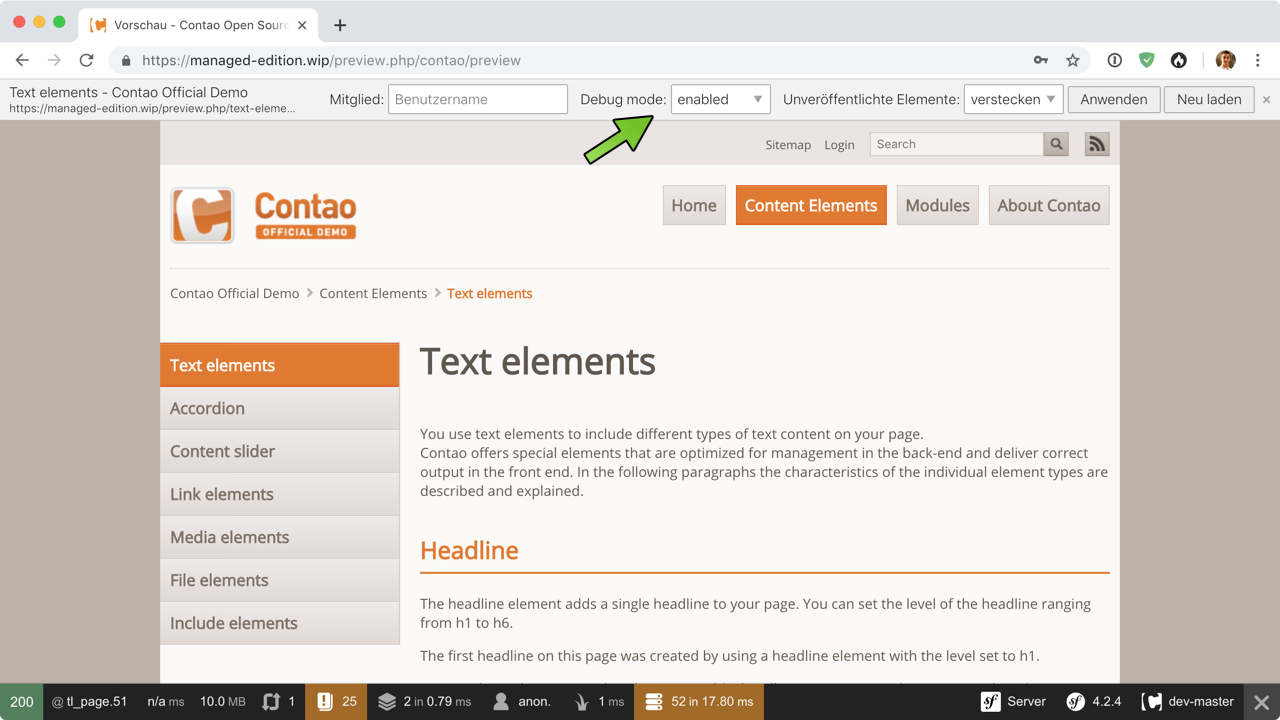 Vorschau - Contao Open Sour
https://managed-edition.wip/preview.php/contao/preview
Text elements - Contao Official Demo
https://managed-edition.wip/preview.php/text-eleme...
Mitglied: Benutzername Debug mode: enabled Unveröffentlichte Elemente: verstecken Anwenden Neu laden
Sitemap Login Search
Contao
OFFICIAL DEMO
Home Content Elements Modules About Contao
Contao Official Demo Content Elements Text elements
Text elements
Accordion
Content slider
Link elements
Media elements
File elements
Include elements
Text elements
You use text elements to include different types of text content on your page.
Contao offers special elements that are optimized for management in the back-end and deliver correct
output in the front end. In the following paragraphs the characteristics of the individual element types are
described and explained.
Headline
The headline element adds a single headline to your page. You can set the level of the headline ranging
from h1 to h6.
The first headline on this page was created by using a headline element with the level set to h1.
200 @ tl_page.51 n/a ms 10.0 MB 1 25 2 in 0.79 ms anon. 1 ms 52 in 17.80 ms Server 4.2.4 dev-master